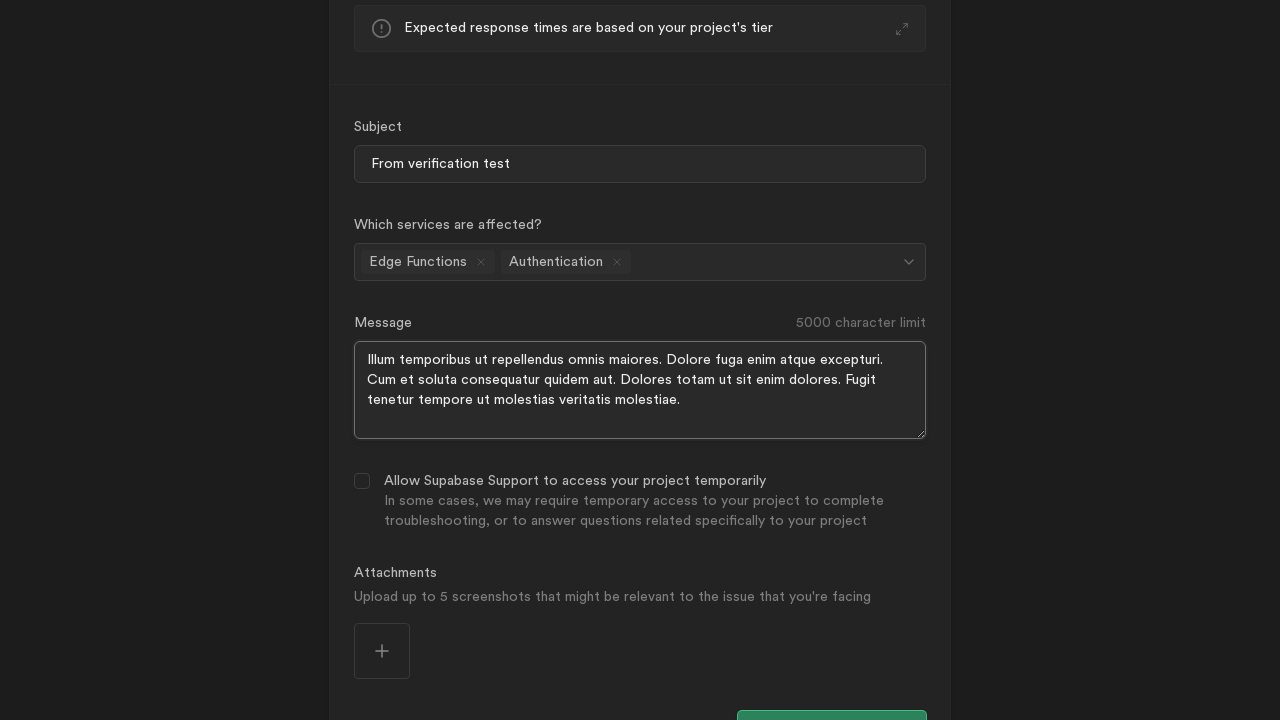 Expected response times are based on your project's tier
Subject
From verification test
Which services are affected?
Edge Functions
Authentication
Message
5000 character limit
Illum temporibus ut repellendus omnis maiores. Dolore fuga enim atque excepturi.
Cum et soluta consequatur quidem aut. Dolores totam ut sit enim dolores. Fugit
tenetur tempore ut molestias veritatis molestiae.
Allow Supabase Support to access your project temporarily
In some cases, we may require temporary access to your project to complete
troubleshooting, or to answer questions related specifically to your project
Attachments
Upload up to 5 screenshots that might be relevant to the issue that you're facing